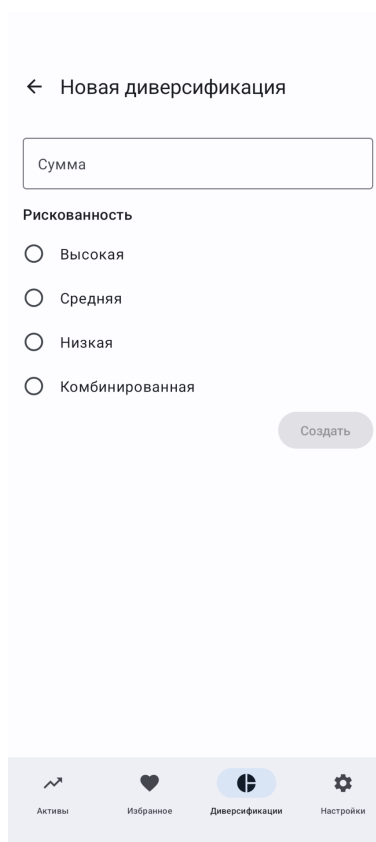 Новая диверсификация
Сумма
Рискованность
Высокая
Средняя
Низкая
Комбинированная
Создать
Активы
Избранное
Диверсификации
Настройки